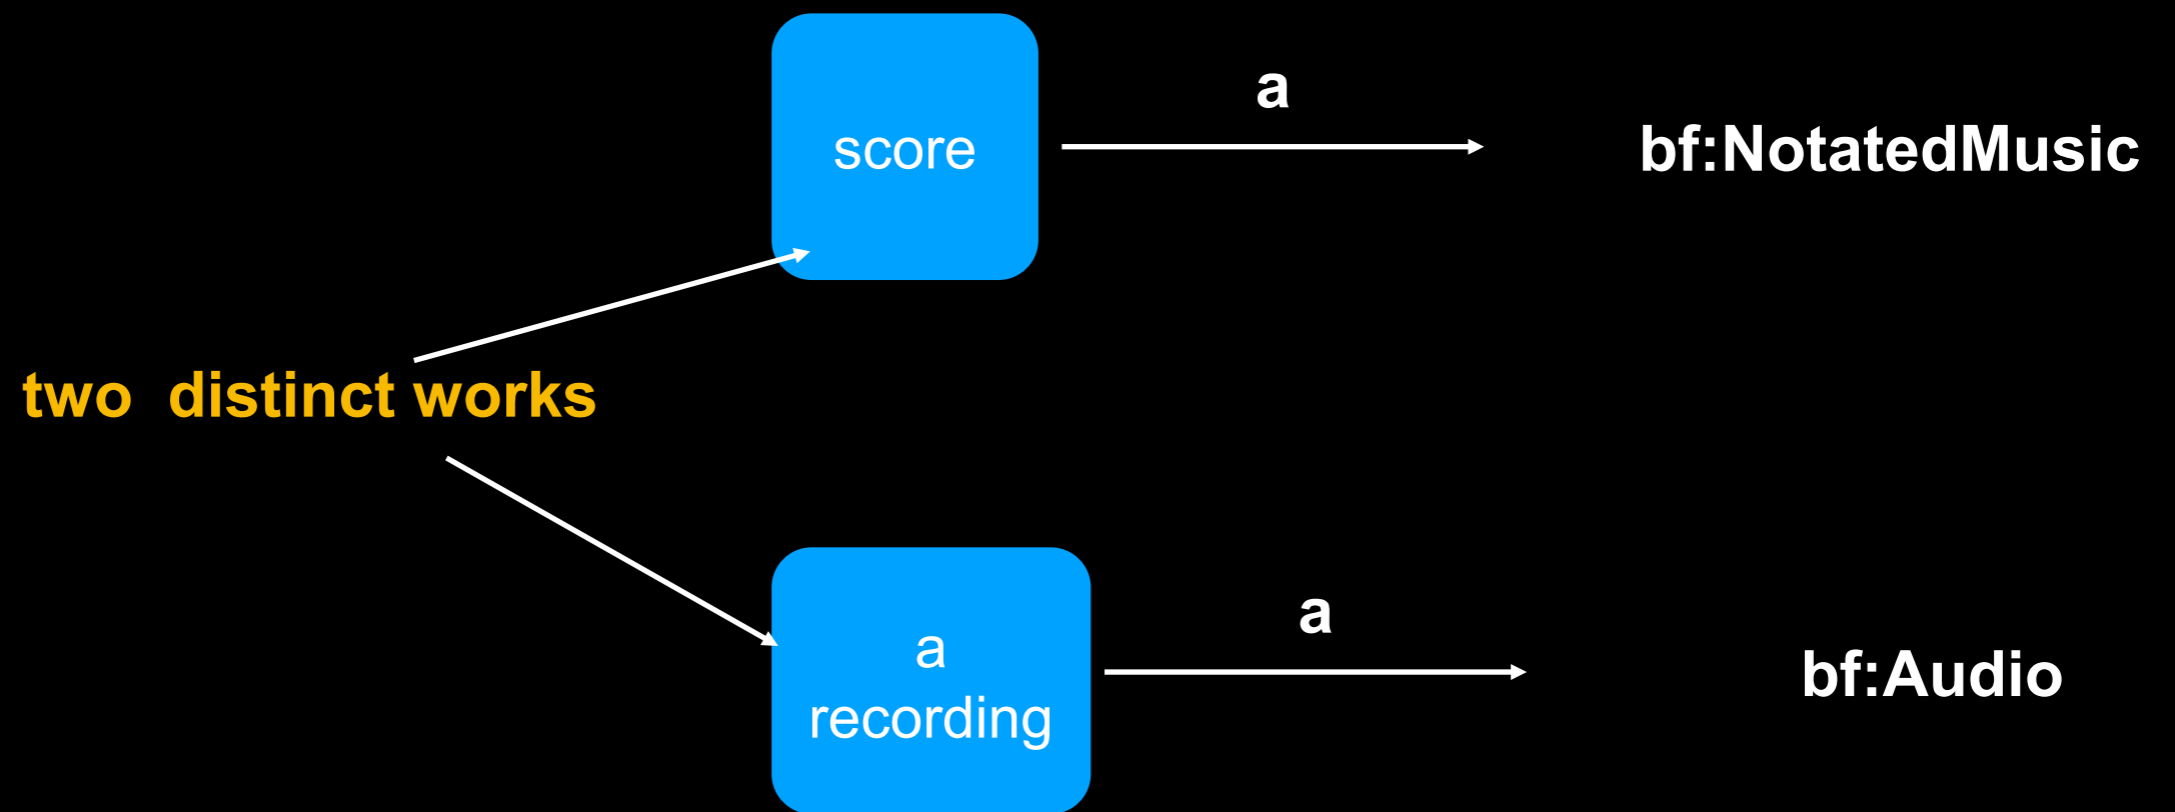 a
score
bf:NotatedMusic
two  distinct works
a
a
recording
bf:Audio